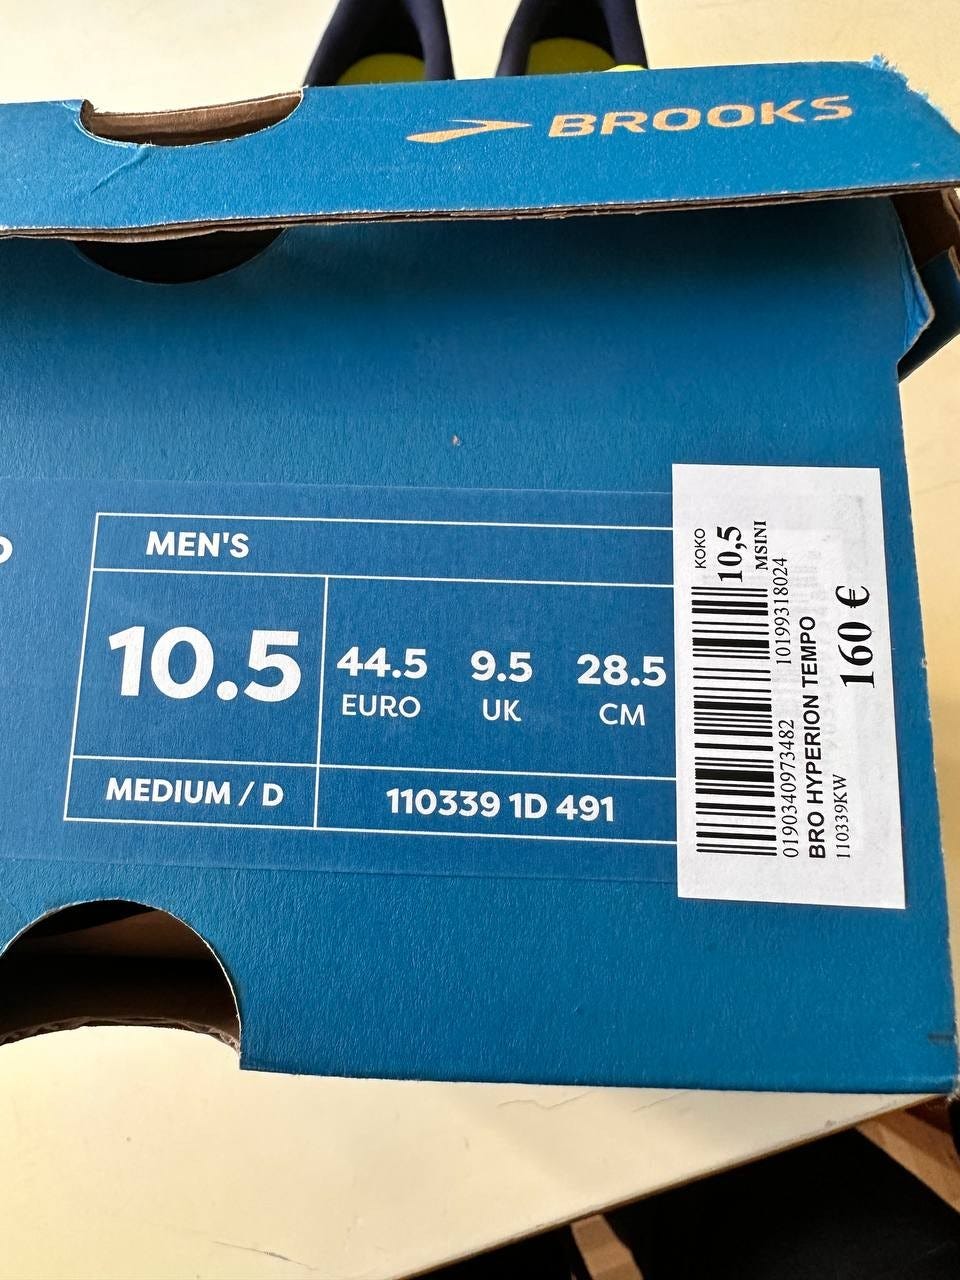 BROOKS
MEN'S
10.5
44.5 9.5 28.5
EURO UK CM
MEDIUM / D
110339 1D 491
KOKO
10,5
MSINI
0190340973482 10199318024
BRO HYPERION TEMPO
110339KW
160 €